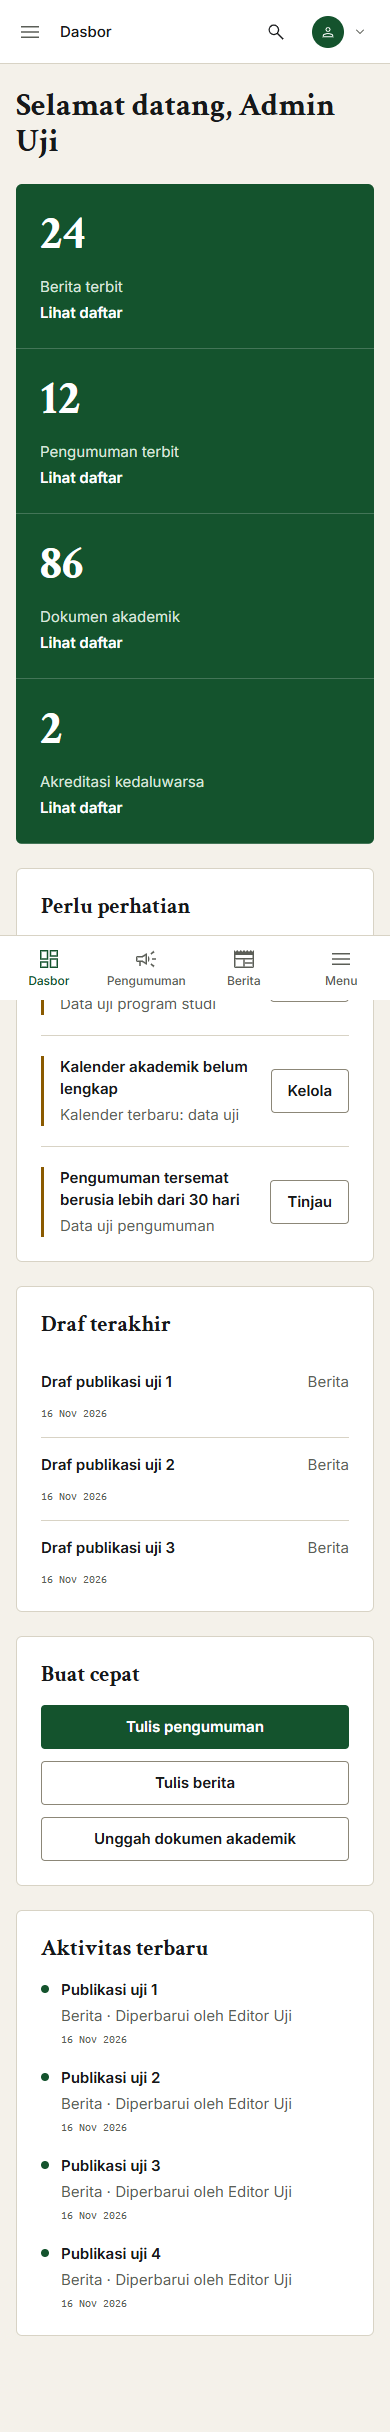 Dasbor
Selamat datang, Admin
Uji
24
Berita terbit
Lihat daftar
12
Pengumuman terbit
Lihat daftar
86
Dokumen akademik
Lihat daftar
2
Akreditasi kedaluwarsa
Lihat daftar
Perlu perhatian
Dasbor
Pengumuman
Berita
Menu
Data uji program studi
Kalender akademik belum
lengkap
Kalender terbaru: data uji
Kelola
Pengumuman tersemat
berusia lebih dari 30 hari
Data uji pengumuman
Tinjau
Draf terakhir
Draf publikasi uji 1
Berita
16 Nov 2026
Draf publikasi uji 2
Berita
16 Nov 2026
Draf publikasi uji 3
Berita
16 Nov 2026
Buat cepat
Tulis pengumuman
Tulis berita
Unggah dokumen akademik
Aktivitas terbaru
Publikasi uji 1
Berita · Diperbarui oleh Editor Uji
16 Nov 2026
Publikasi uji 2
Berita · Diperbarui oleh Editor Uji
16 Nov 2026
Publikasi uji 3
Berita · Diperbarui oleh Editor Uji
16 Nov 2026
Publikasi uji 4
Berita · Diperbarui oleh Editor Uji
16 Nov 2026